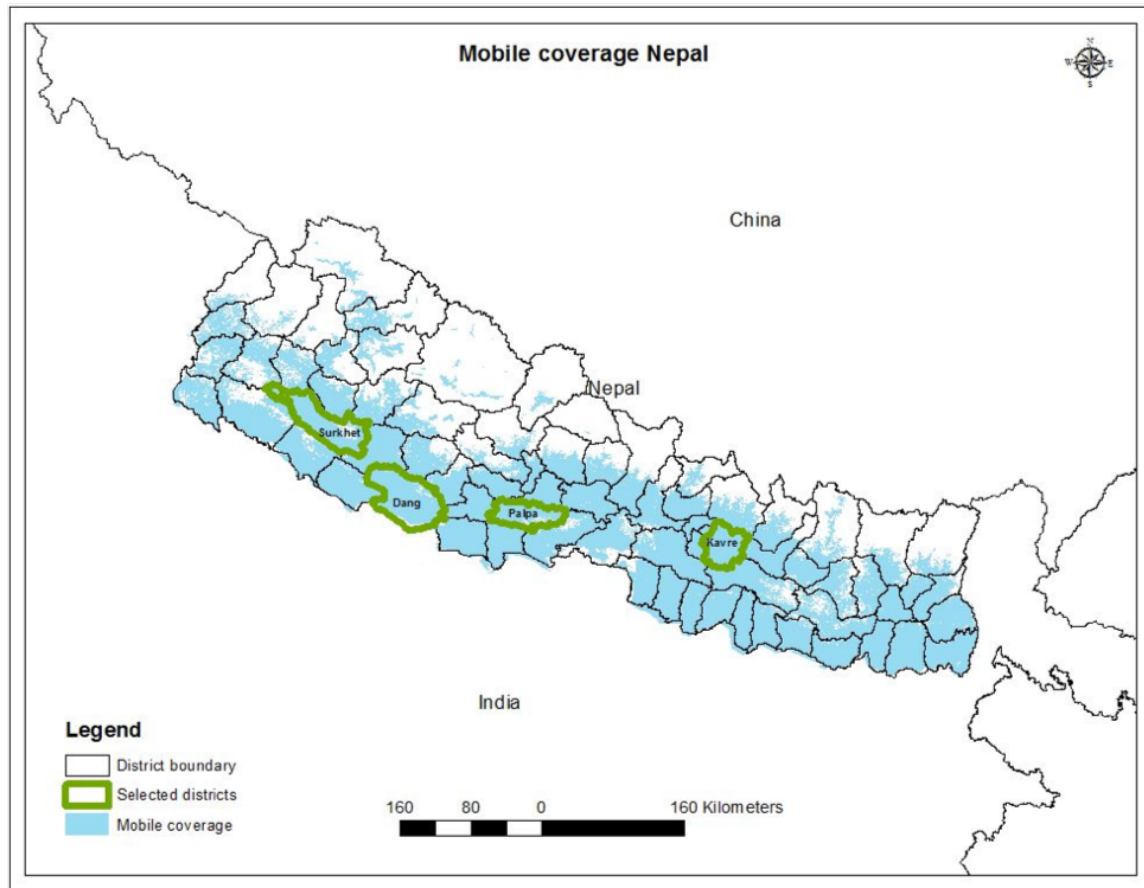 Mobile coverage Nepal
N
W E
S
China
Nepal
Surkhet
Dang
Palpa
Kavre
India
Legend
District boundary
Selected districts
Mobile coverage
160 80 0 160 Kilometers